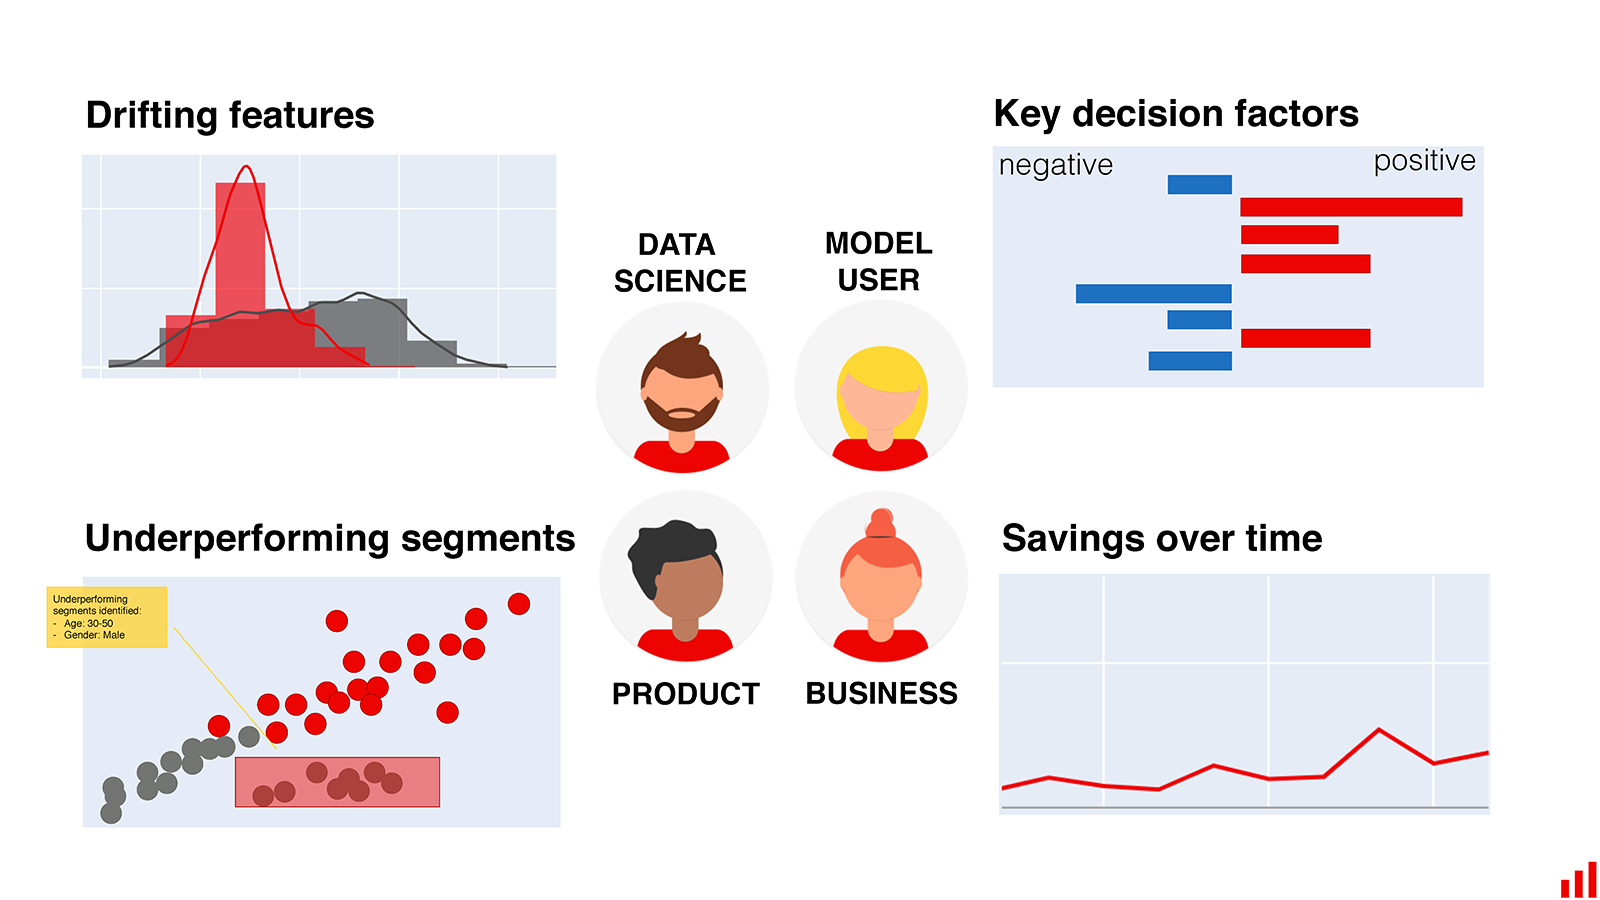 Drifting features
Key decision factors
negative
positive
DATA
SCIENCE
MODEL
USER
Underperforming segments
Underperforming
segments identified:
- Age: 30-50
- Gender: Male
PRODUCT
BUSINESS
Savings over time